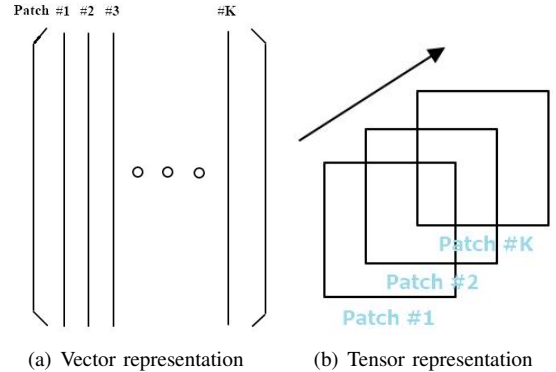 Patch #1 #2 #3 #K
Patch #K
Patch #2
Patch #1
(a) Vector representation
(b) Tensor representation